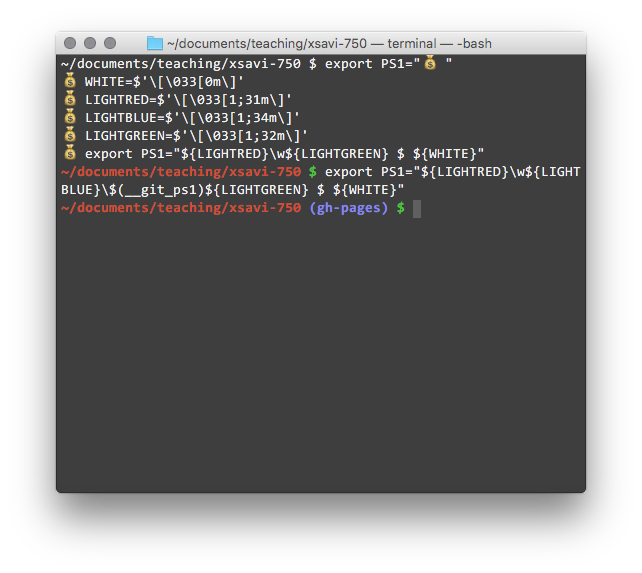 ~/documents/teaching/xsavi-750 — terminal — -bash
~/documents/teaching/xsavi-750 $ export PS1="💰 "
💰 WHITE=$'\[\033[0m\]'
💰 LIGHTRED=$'\[\033[1;31m\]'
💰 LIGHTBLUE=$'\[\033[1;34m\]'
💰 LIGHTGREEN=$'\[\033[1;32m\]'
💰 export PS1="${LIGHTRED}\w${LIGHTGREEN} $ ${WHITE}"
~/documents/teaching/xsavi-750 $ export PS1="${LIGHTRED}\w${LIGHT
BLUE}\$(__git_ps1)${LIGHTGREEN} $ ${WHITE}"
~/documents/teaching/xsavi-750 (gh-pages) $